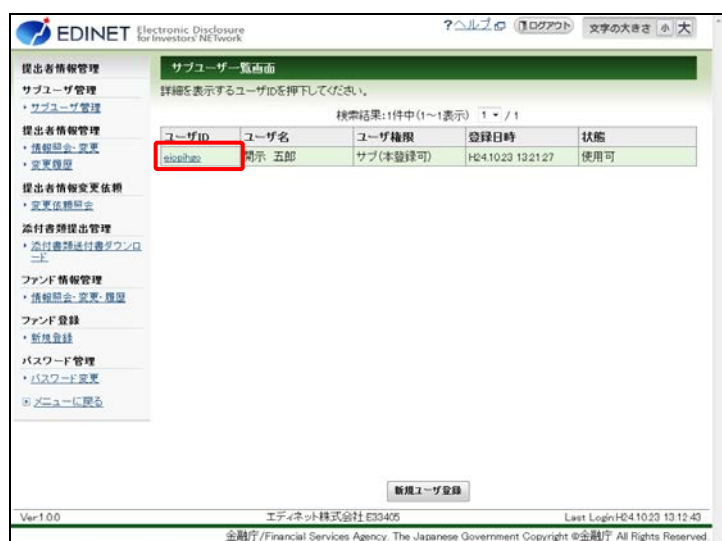 EDINET Electronic Disclosure for Investors' NETwork
?ヘルプ ログアウト 文字の大きさ 小 大
提出者情報管理
サブユーザ管理
・サブユーザ管理
提出者情報管理
・情報照会・変更
・変更履歴
提出者情報変更依頼
・変更依頼照会
添付書類提出管理
・添付書類送付書ダウンロード
ファンド情報管理
・情報照会・変更・履歴
ファンド登録
・新規登録
パスワード管理
・パスワード変更
メニューに戻る
サブユーザ一覧画面
詳細を表示するユーザIDを押下してください。
検索結果:1件中(1～1表示) 1 / 1
ユーザID ユーザ名 ユーザ権限 登録日時 状態
eiopihgo 開示 五郎 サブ(本登録可) H24.10.23 13:21:27 使用可
新規ユーザ登録
Ver1.0.0 エディネット株式会社 E33405 Last Login:H24.10.23 13:12:43
金融庁/Financial Services Agency, The Japanese Government Copyright ©金融庁 All Rights Reserved.